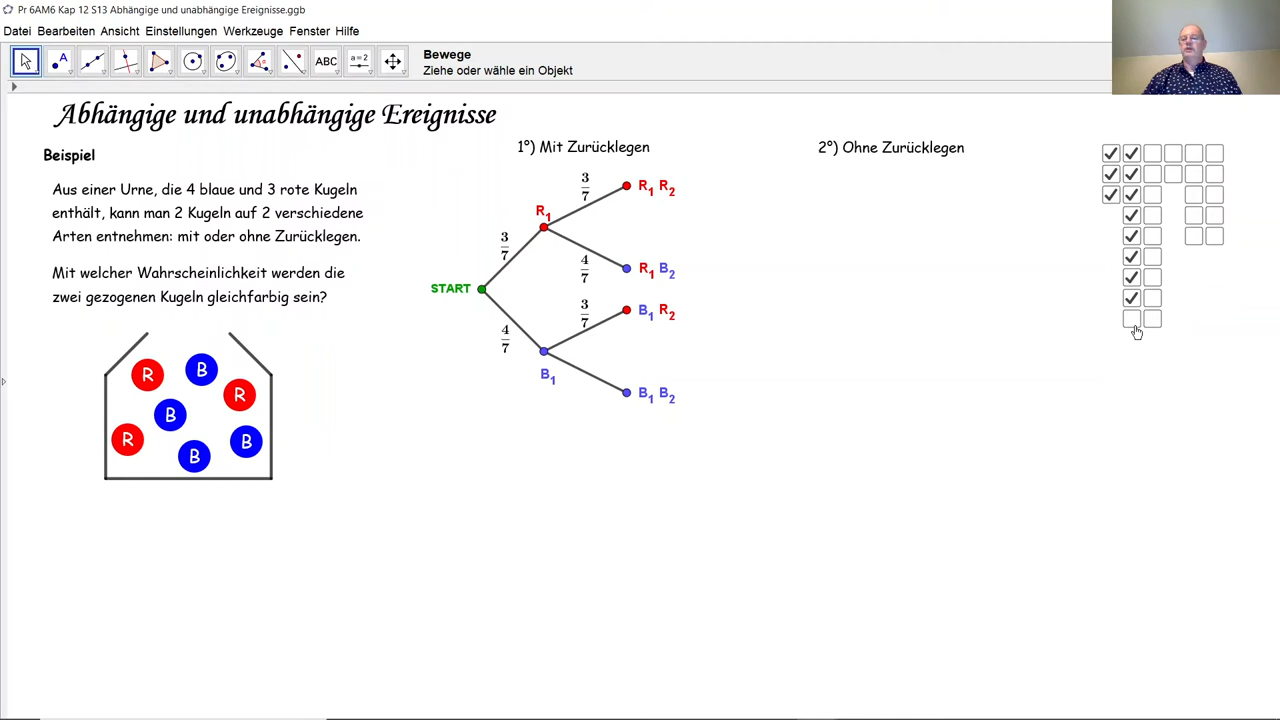 Pr 6AM6 Kap 12 S13 Abhängige und unabhängige Ereignisse.ggb
Datei Bearbeiten Ansicht Einstellungen Werkzeuge Fenster Hilfe
A
ABC
a=2
Bewege
Ziehe oder wähle ein Objekt
Abhängige und unabhängige Ereignisse
Beispiel
Aus einer Urne, die 4 blaue und 3 rote Kugeln
enthält, kann man 2 Kugeln auf 2 verschiedene
Arten entnehmen: mit oder ohne Zurücklegen.
Mit welcher Wahrscheinlichkeit werden die
zwei gezogenen Kugeln gleichfarbig sein?
R
B
R
B
R
B
B
1°) Mit Zurücklegen
3/7
R1 R2
R1
3/7
4/7
R1 B2
START
3/7
B1 R2
4/7
B1
B1 B2
2°) Ohne Zurücklegen